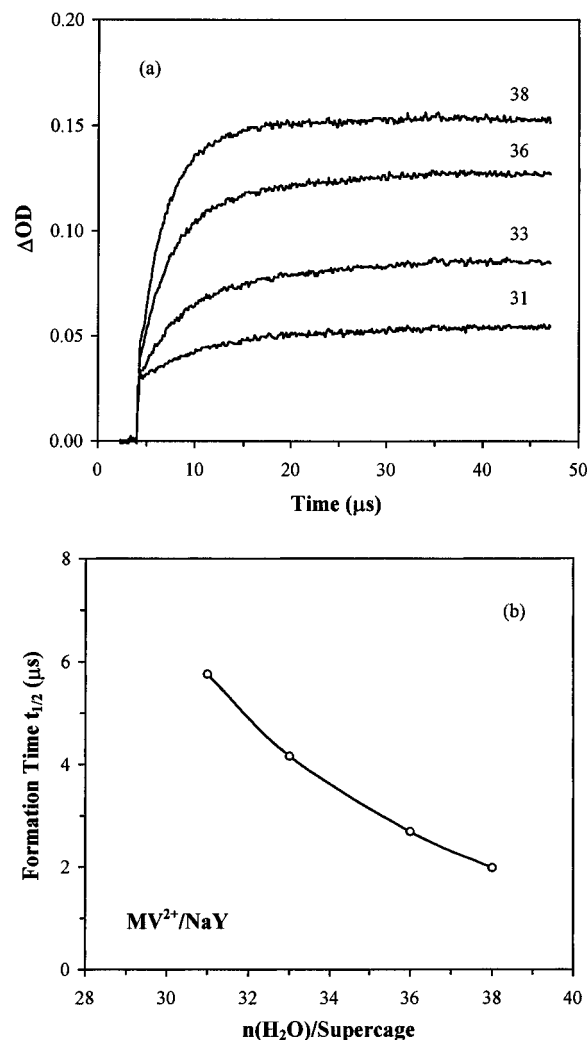 (a)
0.20
0.15
0.10
0.05
0.00
ΔOD
38
36
33
31
0 10 20 30 40 50
Time (μs)
(b)
8
6
4
2
0
Formation Time t₁/₂ (μs)
MV²⁺/NaY
28 30 32 34 36 38 40
n(H₂O)/Supercage